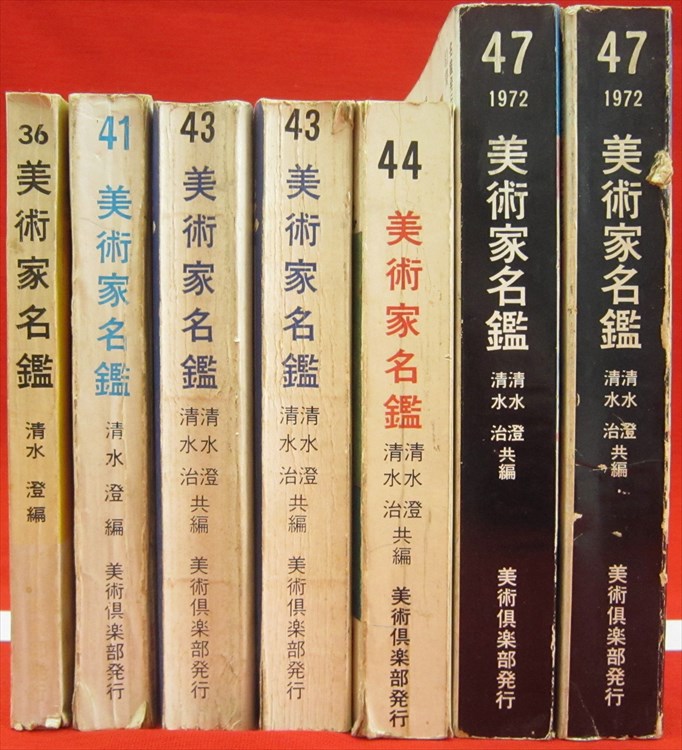 36
美術家名鑑
清水 澄 編
41
美術家名鑑
清水 澄 編
美術倶楽部発行
43
美術家名鑑
清水 澄
清水 治
共編
美術倶楽部発行
43
美術家名鑑
清水 澄
清水 治
共編
美術倶楽部発行
44
美術家名鑑
清水 澄
清水 治
共編
美術倶楽部発行
47
1972
美術家名鑑
清水 澄
清水 治
共編
美術倶楽部発行
47
1972
美術家名鑑
清水 澄
清水 治
共編
美術倶楽部発行